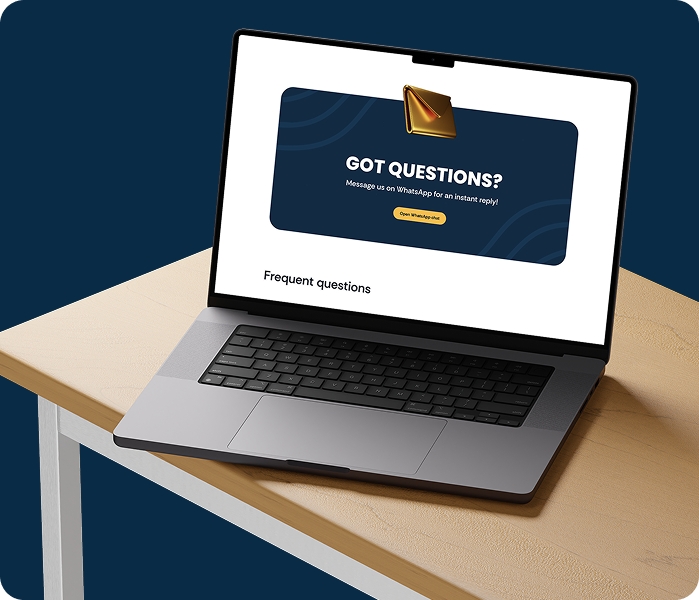 GOT QUESTIONS?
Message us on WhatsApp for an instant reply!
Open WhatsApp chat
Frequent questions